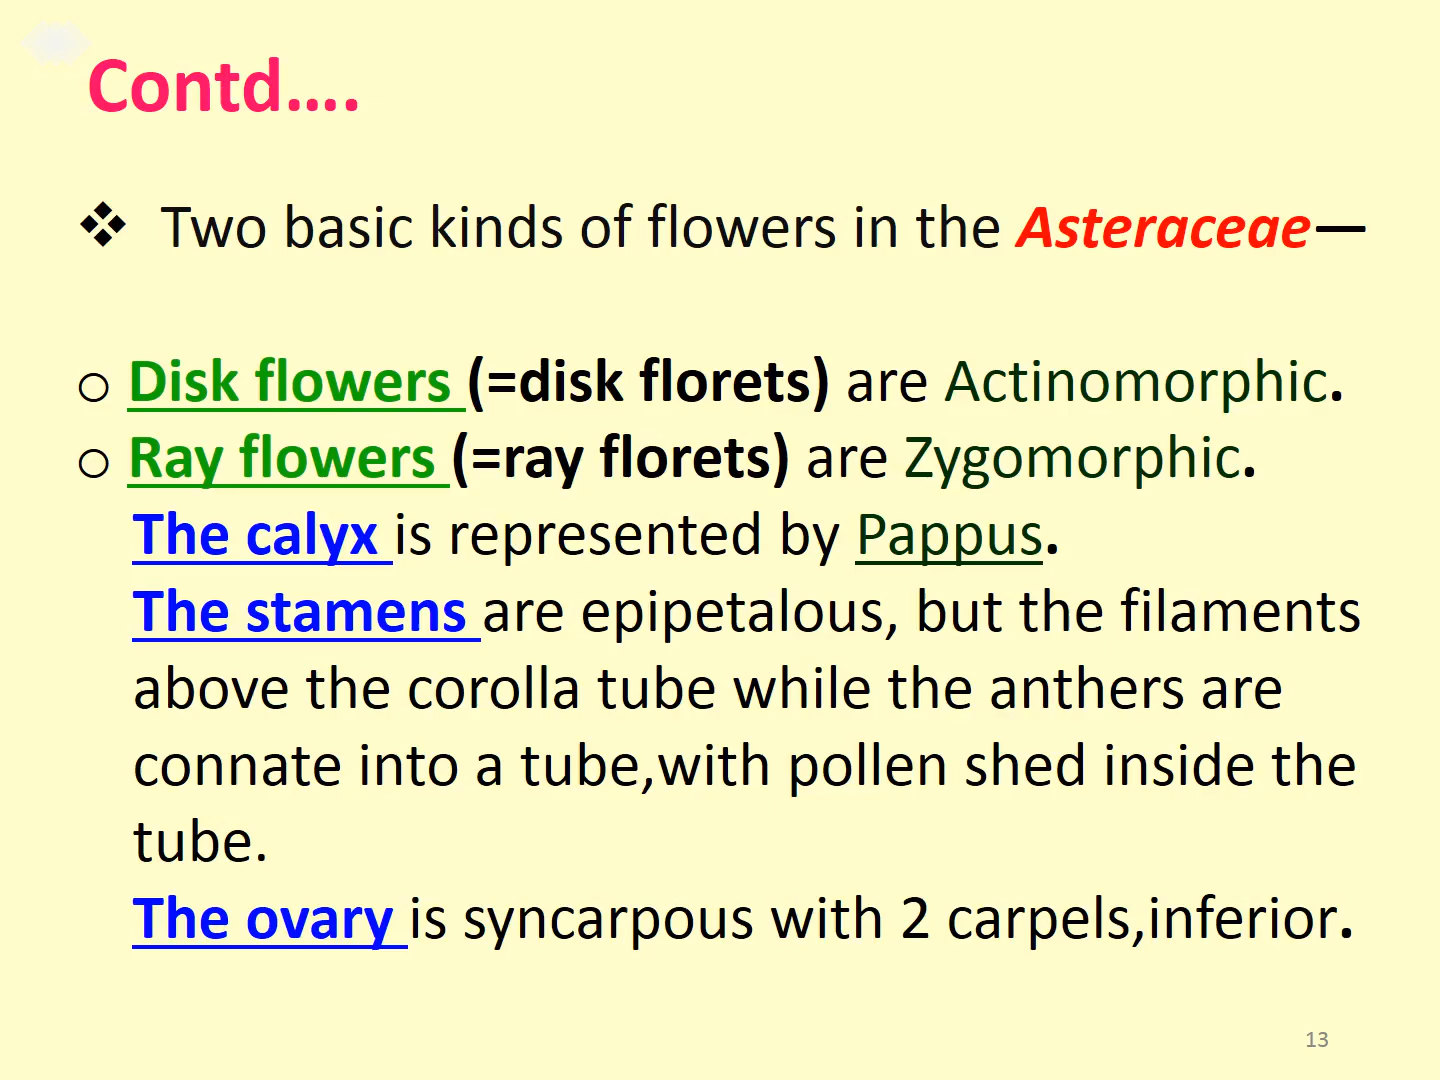 Contd....
❖ Two basic kinds of flowers in the Asteraceae—
o Disk flowers (=disk florets) are Actinomorphic.
o Ray flowers (=ray florets) are Zygomorphic.
The calyx is represented by Pappus.
The stamens are epipetalous, but the filaments
above the corolla tube while the anthers are
connate into a tube,with pollen shed inside the
tube.
The ovary is syncarpous with 2 carpels,inferior.
13